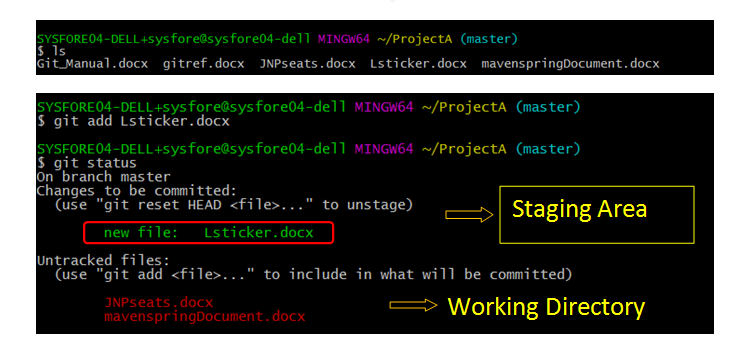 SYSFORE04-DELL+sysfore@sysfore04-dell MINGW64 ~/ProjectA (master)
$ ls
Git_Manual.docx gitref.docx JNPseats.docx Lsticker.docx mavenspringDocument.docx
SYSFORE04-DELL+sysfore@sysfore04-dell MINGW64 ~/ProjectA (master)
$ git add Lsticker.docx
SYSFORE04-DELL+sysfore@sysfore04-dell MINGW64 ~/ProjectA (master)
$ git status
On branch master
Changes to be committed:
(use "git reset HEAD <file>..." to unstage)
new file: Lsticker.docx
Staging Area
Untracked files:
(use "git add <file>..." to include in what will be committed)
JNPseats.docx
mavenspringDocument.docx
Working Directory